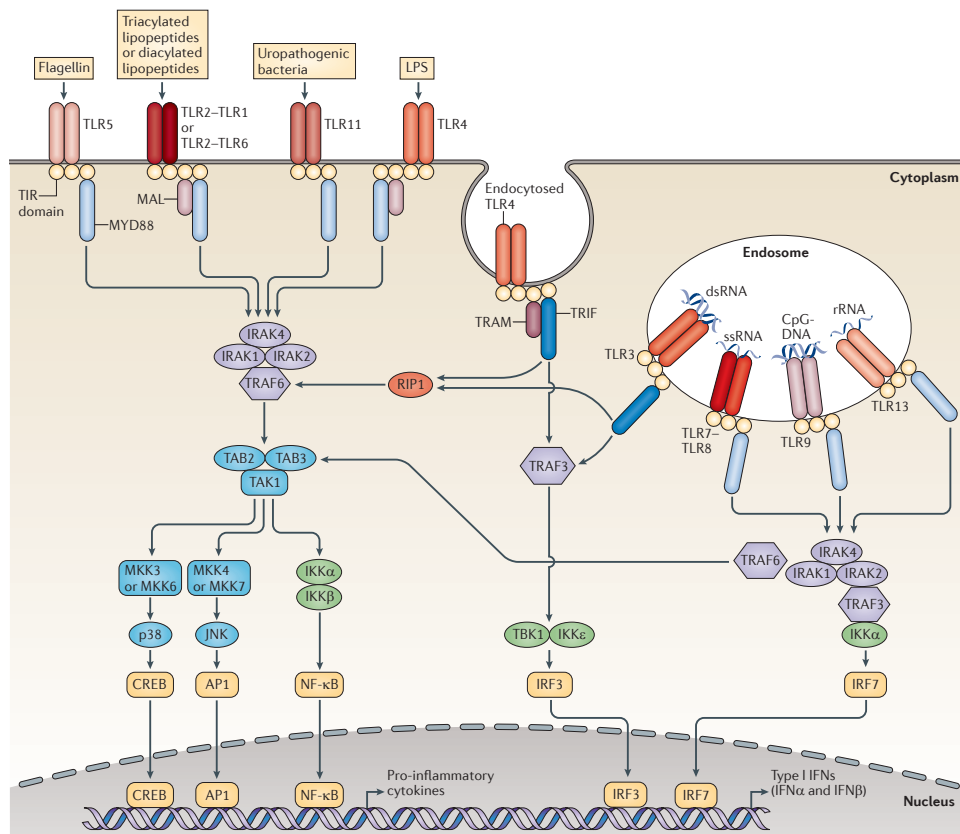 Triacylated
lipopeptides
or diacylated
lipopeptides
Flagellin
Uropathogenic
bacteria
LPS
TLR5
TLR2–TLR1
or
TLR2–TLR6
TLR11
TLR4
TIR
domain
MAL
MYD88
Endocytosed
TLR4
Cytoplasm
Endosome
TRAM
TRIF
dsRNA
ssRNA
CpG-
DNA
rRNA
TLR3
TLR7–
TLR8
TLR9
TLR13
IRAK4
IRAK1
IRAK2
TRAF6
RIP1
TAB2
TAB3
TAK1
TRAF3
MKK3
or MKK6
MKK4
or MKK7
IKKα
IKKβ
TRAF6
IRAK4
IRAK1
IRAK2
TRAF3
IKKα
p38
JNK
TBK1
IKKε
CREB
AP1
NF-κB
IRF3
IRF7
Pro-inflammatory
cytokines
Type I IFNs
(IFNα and IFNβ)
CREB
AP1
NF-κB
IRF3
IRF7
Nucleus